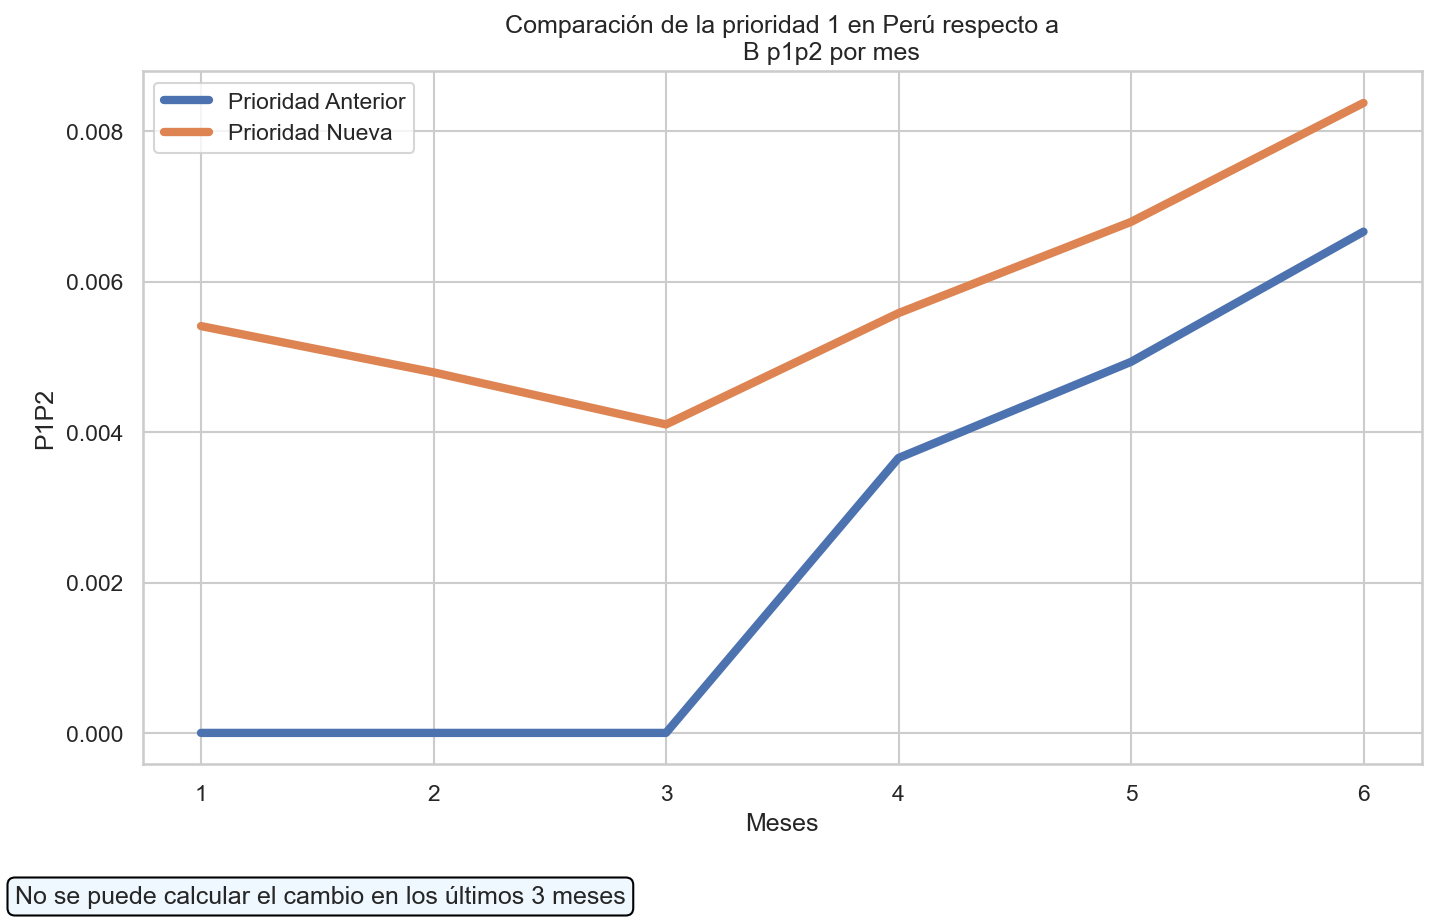 Comparación de la prioridad 1 en Perú respecto a
B p1p2 por mes
Prioridad Anterior
Prioridad Nueva
0.008
0.006
0.004
0.002
0.000
P1P2
1 2 3 4 5 6
Meses
No se puede calcular el cambio en los últimos 3 meses